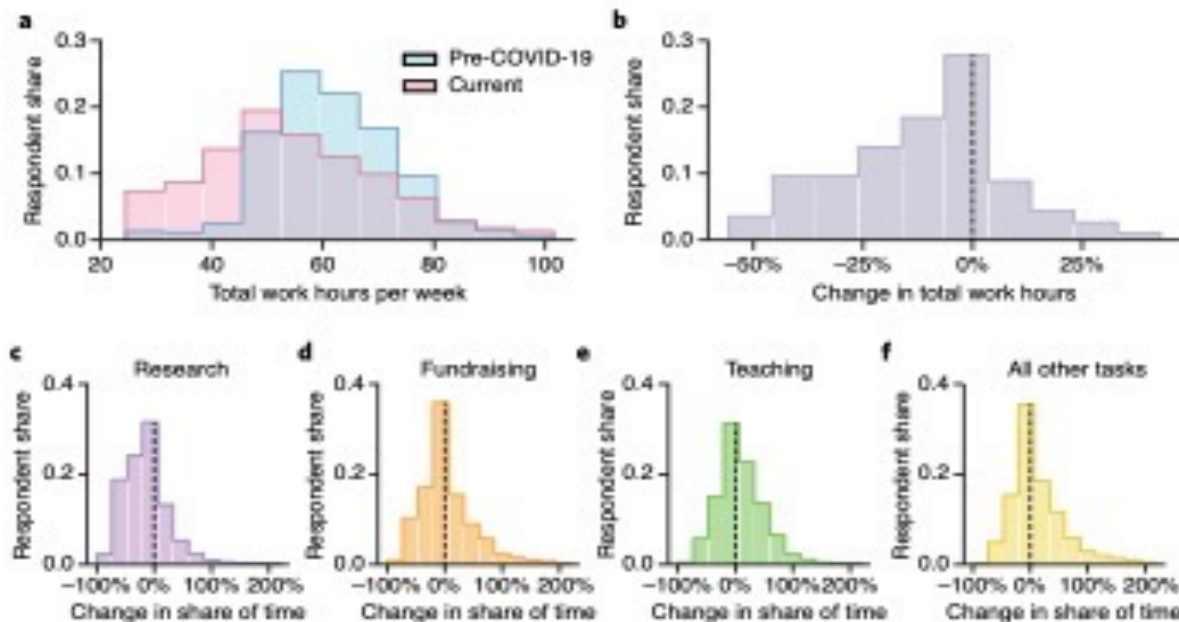 a
0.3
0.2
0.1
0.0
Respondent share
Pre-COVID-19
Current
20 40 60 80 100
Total work hours per week
b
0.3
0.2
0.1
0.0
Respondent share
−50% −25% 0% 25%
Change in total work hours
c
Research
0.4
0.2
0.0
Respondent share
−100% 0% 100% 200%
Change in share of time
d
Fundraising
0.4
0.2
0.0
Respondent share
−100% 0% 100% 200%
Change in share of time
e
Teaching
0.4
0.2
0.0
Respondent share
−100% 0% 100% 200%
Change in share of time
f
All other tasks
0.4
0.2
0.0
Respondent share
−100% 0% 100% 200%
Change in share of time